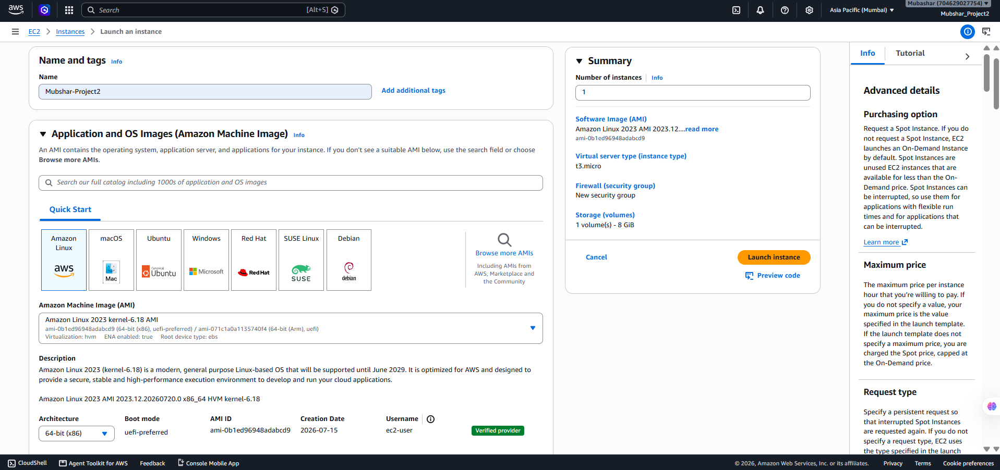 aws
Search
[Alt+S]
Asia Pacific (Mumbai)
Mubashar (704629027754)
Mubshar_Project2
EC2
Instances
Launch an instance
Name and tags Info
Name
Mubshar-Project2
Add additional tags
Application and OS Images (Amazon Machine Image) Info
An AMI contains the operating system, application server, and applications for your instance. If you don't see a suitable AMI below, use the search field or choose
Browse more AMIs.
Search our full catalog including 1000s of application and OS images
Quick Start
Amazon
Linux
aws
macOS
Mac
Ubuntu
Canonical
Ubuntu
Windows
Microsoft
Red Hat
Red Hat
SUSE Linux
SUSE
Debian
debian
Browse more AMIs
Including AMIs from
AWS, Marketplace and
the Community
Amazon Machine Image (AMI)
Amazon Linux 2023 kernel-6.18 AMI
ami-0b1ed96948adabcd9 (64-bit (x86), uefi-preferred) / ami-071c1a0a1135740f4 (64-bit (Arm), uefi)
Virtualization: hvm ENA enabled: true Root device type: ebs
Description
Amazon Linux 2023 (kernel-6.18) is a modern, general purpose Linux-based OS that will be supported until June 2029. It is optimized for AWS and designed to
provide a secure, stable and high-performance execution environment to develop and run your cloud applications.
Amazon Linux 2023 AMI 2023.12.20260720.0 x86_64 HVM kernel-6.18
Architecture
64-bit (x86)
Boot mode
uefi-preferred
AMI ID
ami-0b1ed96948adabcd9
Creation Date
2026-07-15
Username
ec2-user
Verified provider
Summary
Number of instances Info
1
Software Image (AMI)
Amazon Linux 2023 AMI 2023.12....read more
ami-0b1ed96948adabcd9
Virtual server type (instance type)
t3.micro
Firewall (security group)
New security group
Storage (volumes)
1 volume(s) - 8 GiB
Cancel
Launch instance
Preview code
Info
Tutorial
Advanced details
Purchasing option
Request a Spot Instance. If you do
not request a Spot Instance, EC2
launches an On-Demand Instance
by default. Spot Instances are
unused EC2 instances that are
available for less than the On-
Demand price. Spot Instances can
be interrupted, so use them for
applications with flexible run
times and for applications that
can be interrupted.
Learn more
Maximum price
The maximum price per instance
hour that you're willing to pay. If
you do not specify a value, your
maximum price is the value
specified in the launch template.
If the launch template does not
specify a maximum price, you are
charged the Spot price, capped at
the On-Demand price.
Request type
Specify a persistent request so
that interrupted Spot Instances
are requested again. If you do not
specify a request type, EC2 uses
the type specified in the launch
CloudShell
Agent Toolkit for AWS
Feedback
Console Mobile App
© 2026, Amazon Web Services, Inc. or its affiliates.
Privacy
Terms
Cookie preferences